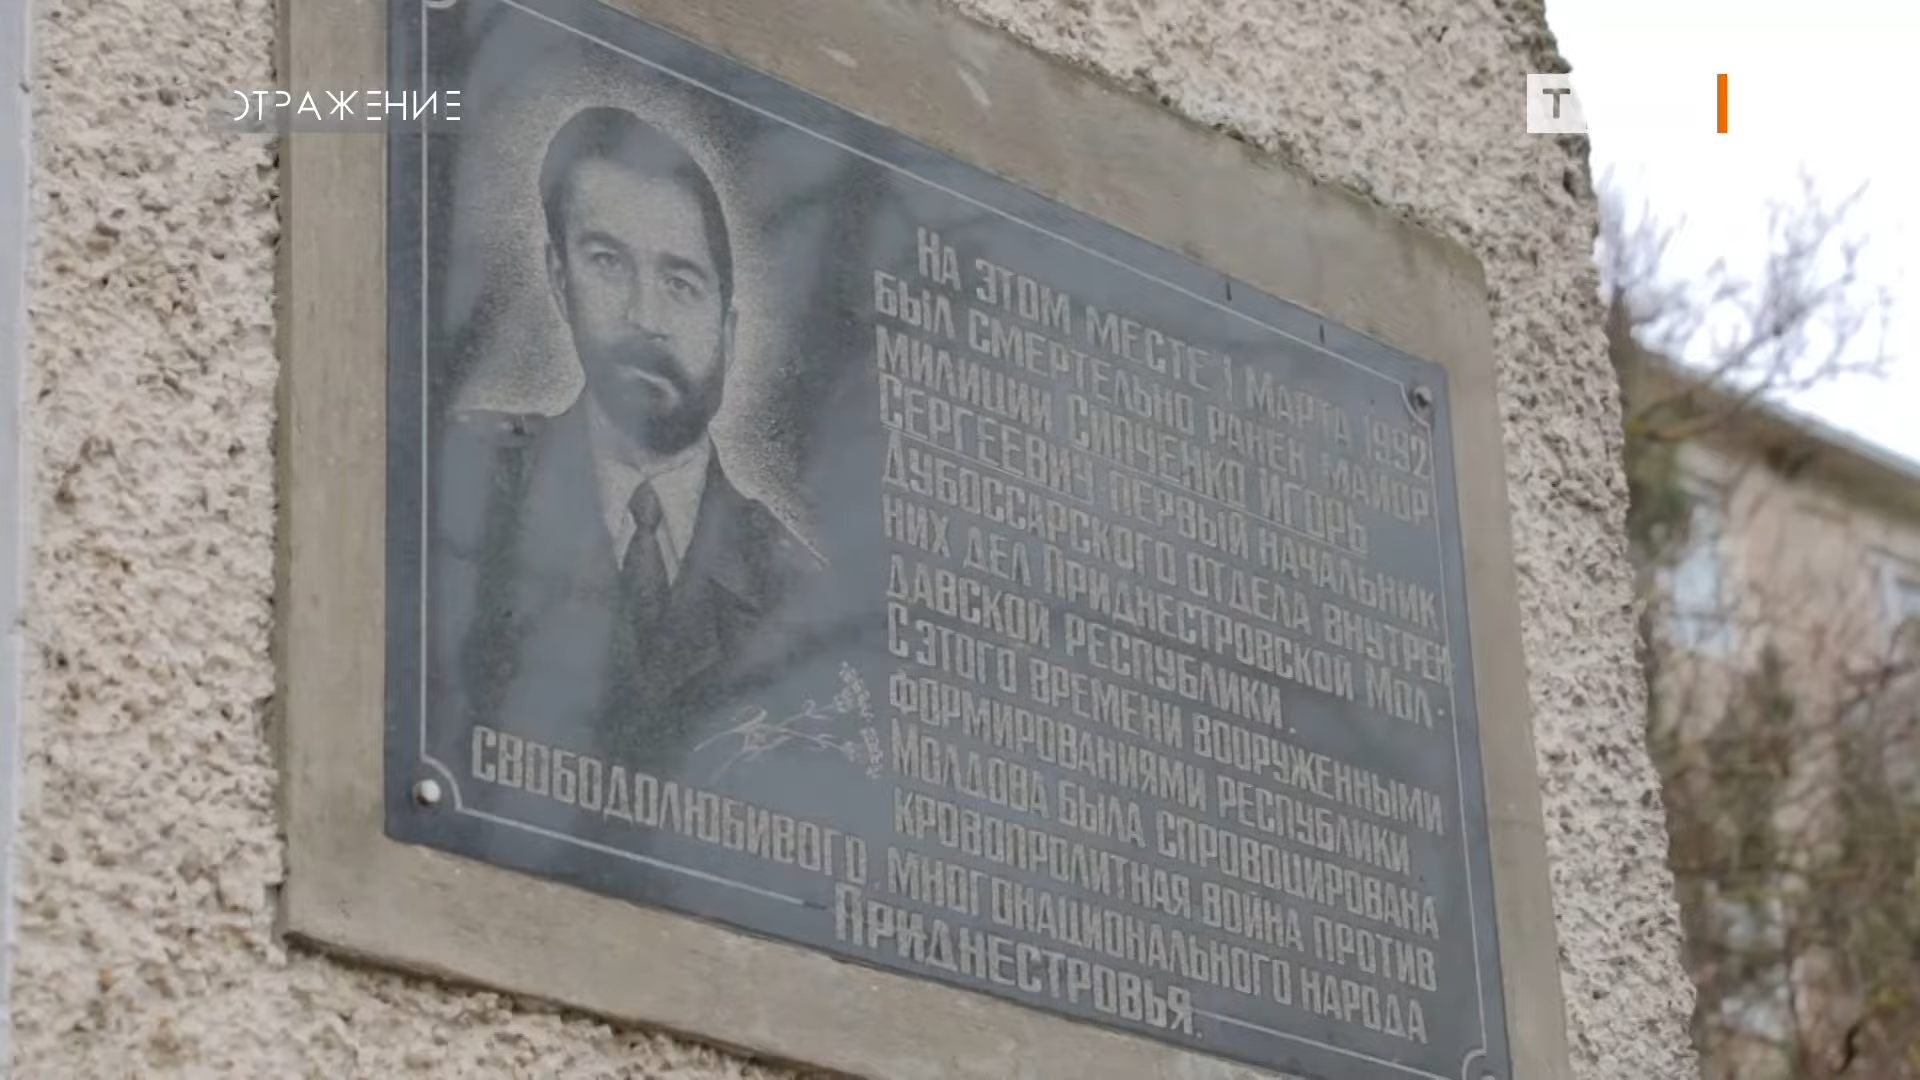 ОТРАЖЕНИЕ
Т
НА ЭТОМ МЕСТЕ 1 МАРТА 1992
БЫЛ СМЕРТЕЛЬНО РАНЕН МАЙОР
МИЛИЦИИ СИПЧЕНКО ИГОРЬ
СЕРГЕЕВИЧ ПЕРВЫЙ НАЧАЛЬНИК
ДУБОССАРСКОГО ОТДЕЛА ВНУТРЕН
НИХ ДЕЛ ПРИДНЕСТРОВСКОЙ МОЛ-
ДАВСКОЙ РЕСПУБЛИКИ.
С ЭТОГО ВРЕМЕНИ ВООРУЖЕННЫМИ
ФОРМИРОВАНИЯМИ РЕСПУБЛИКИ
МОЛДОВА БЫЛА СПРОВОЦИРОВАНА
КРОВОПРОЛИТНАЯ ВОЙНА ПРОТИВ
СВОБОДОЛЮБИВОГО, МНОГОНАЦИОНАЛЬНОГО НАРОДА
ПРИДНЕСТРОВЬЯ.